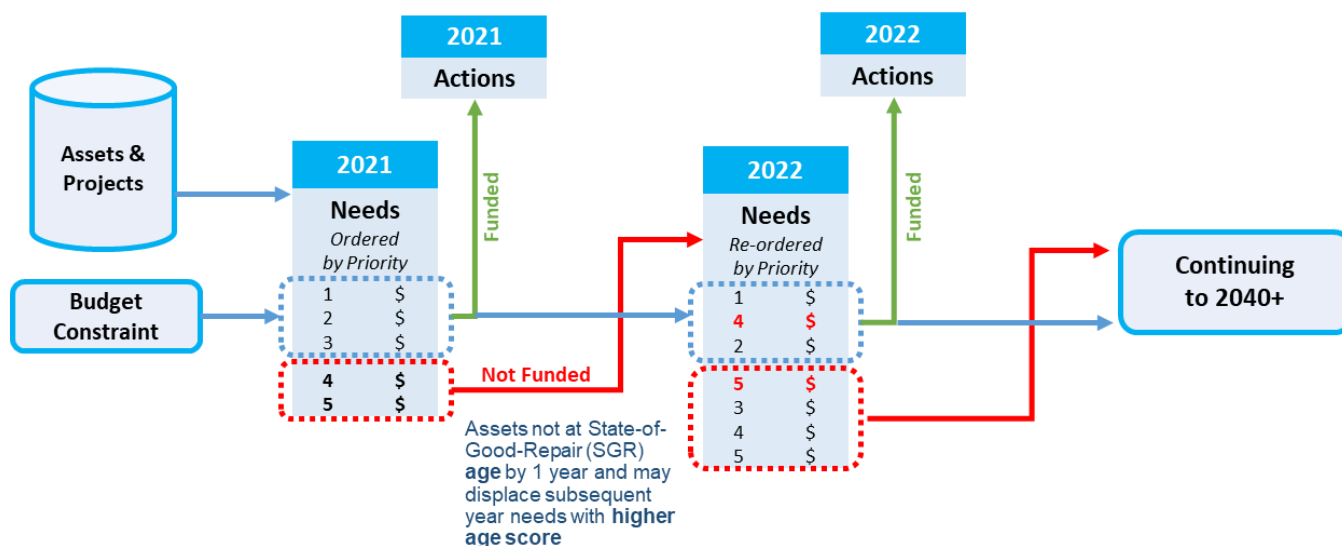 2021
Actions
2022
Actions
Assets &
Projects
2021
Needs
Ordered
by Priority
1 $
2 $
3 $
4 $
5 $
Funded
Budget
Constraint
Not Funded
Assets not at State-of-
Good-Repair (SGR)
age by 1 year and may
displace subsequent
year needs with higher
age score
2022
Needs
Re-ordered
by Priority
1 $
4 $
2 $
5 $
3 $
4 $
5 $
Funded
Continuing
to 2040+